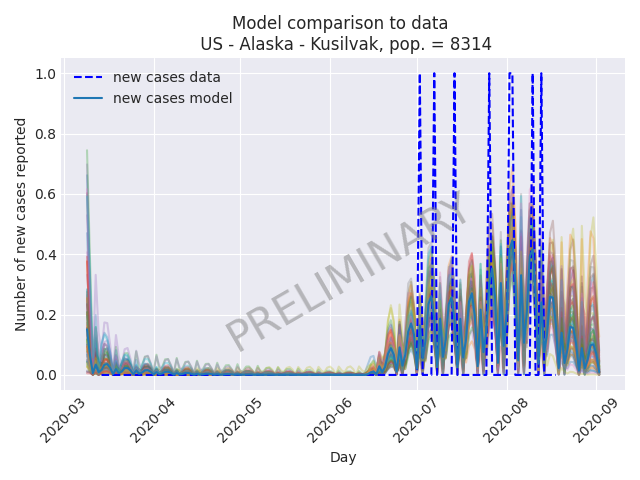 Model comparison to data
US - Alaska - Kusilvak, pop. = 8314
new cases data
new cases model
1.0
0.8
0.6
0.4
0.2
0.0
Number of new cases reported
PRELIMINARY
2020-03
2020-04
2020-05
2020-06
2020-07
2020-08
2020-09
Day